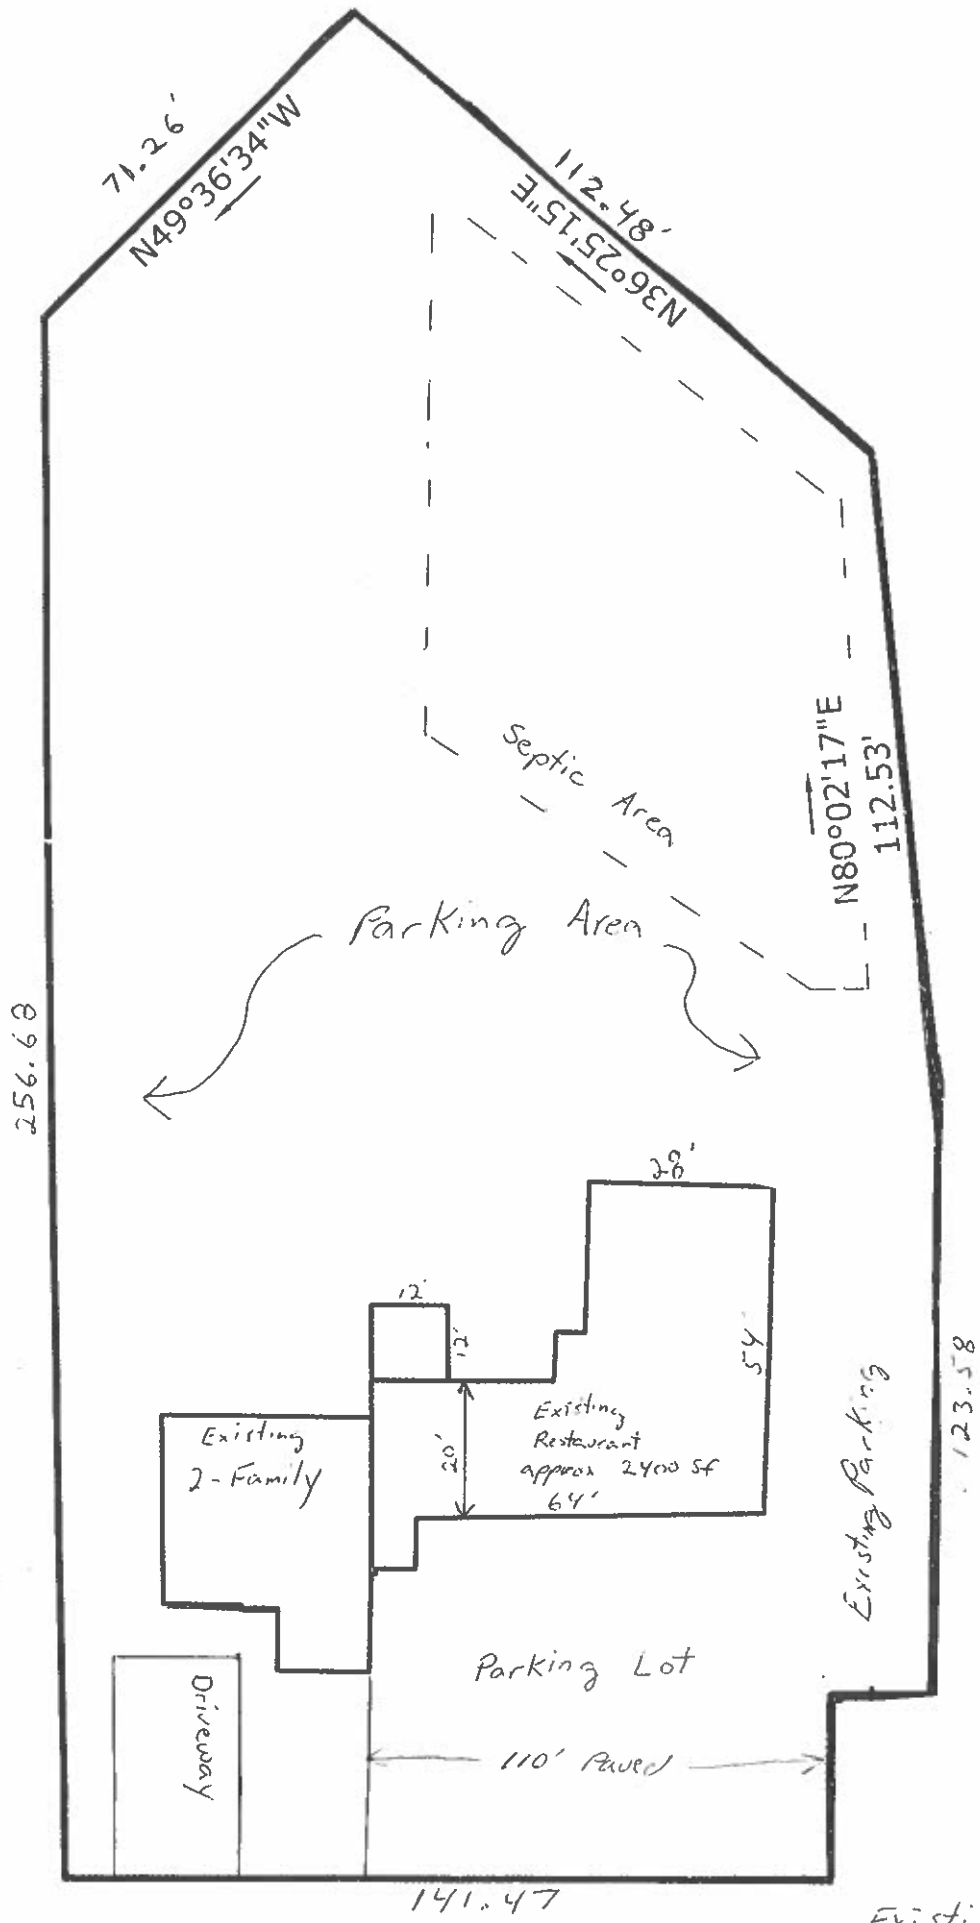 71.26'
N49°36'34"W
112.48'
N36°25'15"E
Septic Area
N80°02'17"E
112.53'
Parking Area
256.63
28'
12'
12'
54'
123.58
Existing
2-Family
20'
Existing
Restaurant
approx 2400 sf
64'
Existing Parking
Parking Lot
Driveway
110' Paved
141.47